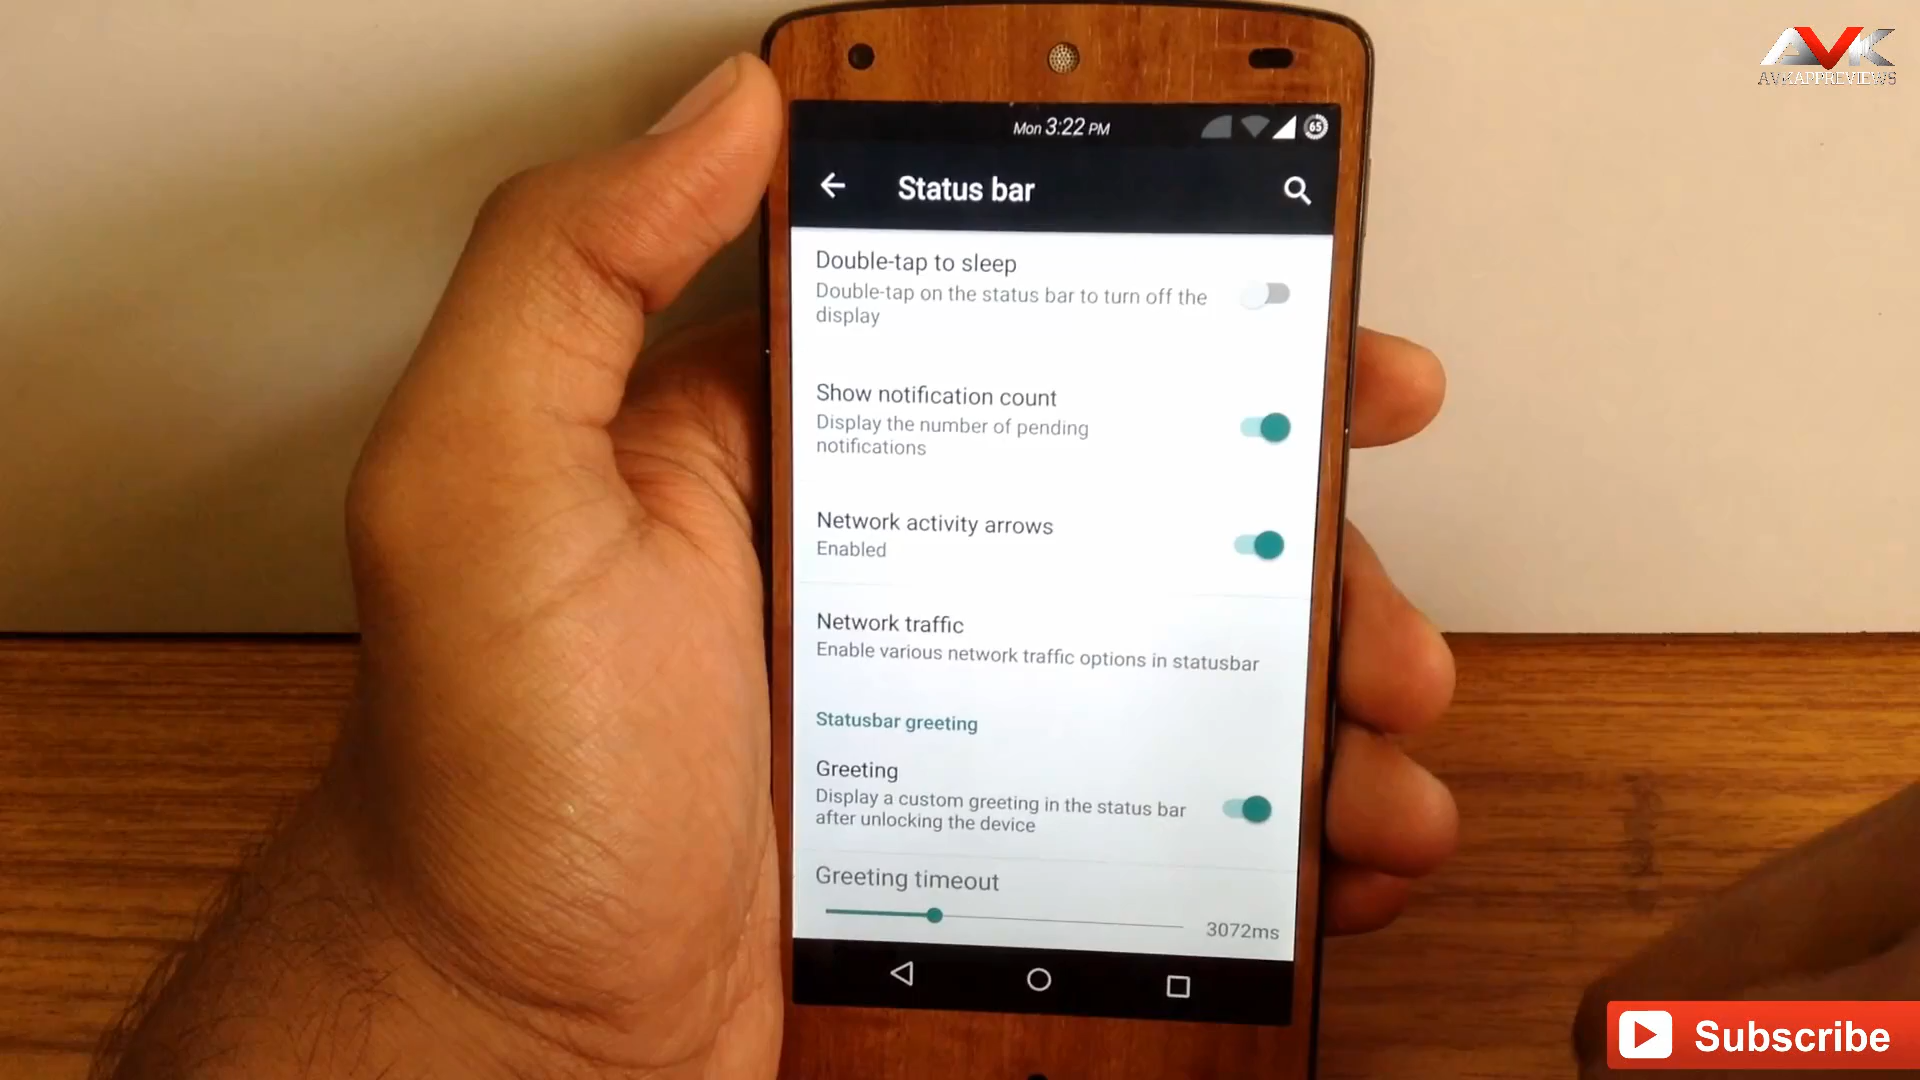 AVK
AVKAPPREVIEWS
Mon 3:22 PM
65
Status bar
Double-tap to sleep
Double-tap on the status bar to turn off the
display
Show notification count
Display the number of pending
notifications
Network activity arrows
Enabled
Network traffic
Enable various network traffic options in statusbar
Statusbar greeting
Greeting
Display a custom greeting in the status bar
after unlocking the device
Greeting timeout
3072ms
Subscribe